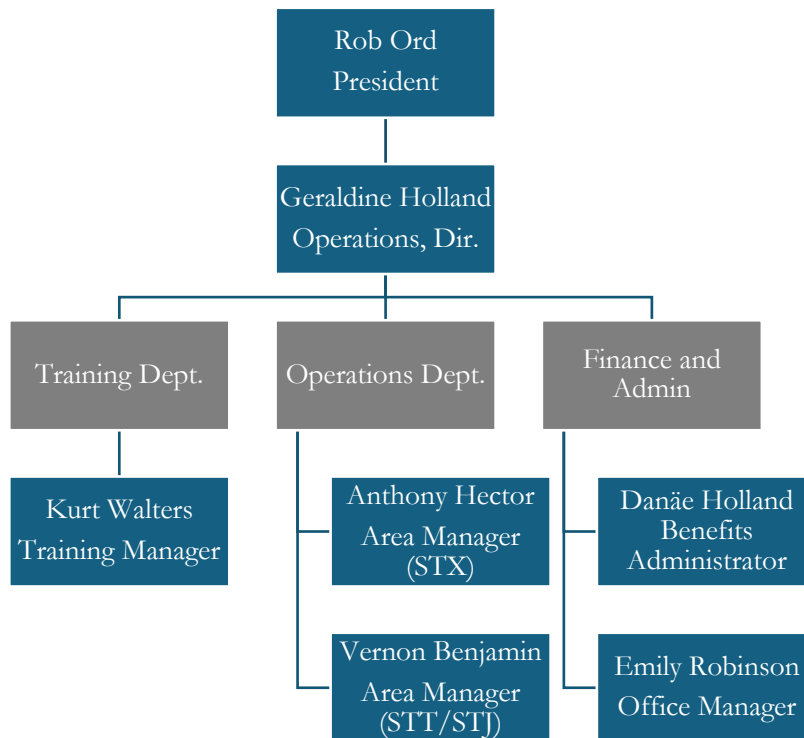 Rob Ord
President
Geraldine Holland
Operations, Dir.
Training Dept.
Operations Dept.
Finance and
Admin
Kurt Walters
Training Manager
Anthony Hector
Area Manager
(STX)
Danäe Holland
Benefits
Administrator
Vernon Benjamin
Area Manager
(STT/STJ)
Emily Robinson
Office Manager